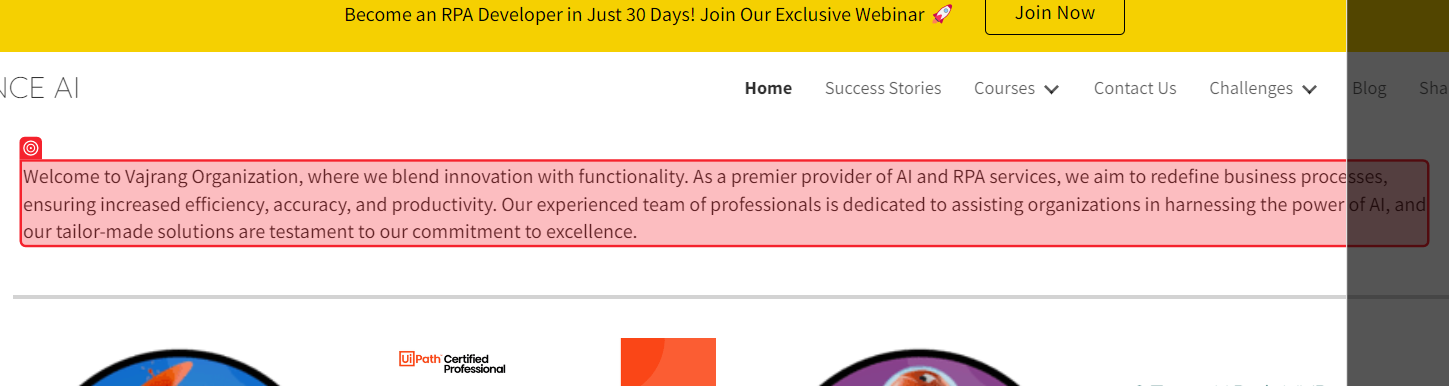 Become an RPA Developer in Just 30 Days! Join Our Exclusive Webinar 🚀 Join Now
NCE AI
Home Success Stories Courses Contact Us Challenges Blog Sha
Welcome to Vajrang Organization, where we blend innovation with functionality. As a premier provider of AI and RPA services, we aim to redefine business processes,
ensuring increased efficiency, accuracy, and productivity. Our experienced team of professionals is dedicated to assisting organizations in harnessing the power of AI, and
our tailor-made solutions are testament to our commitment to excellence.
UiPath Certified
Professional